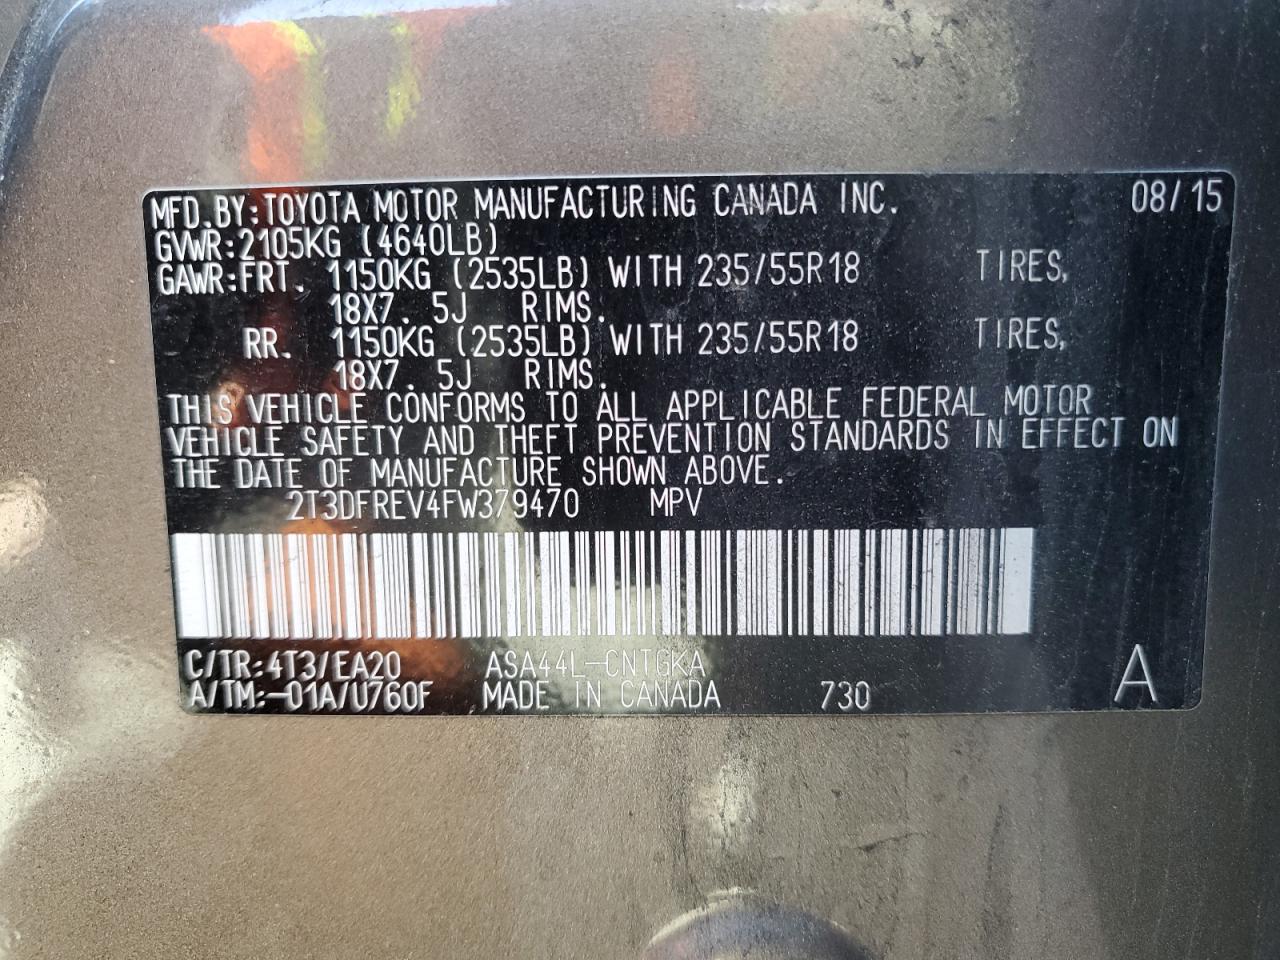 MFD.BY:TOYOTA MOTOR MANUFACTURING CANADA INC. 08/15
GVWR:2105KG (4640LB)
GAWR:FRT. 1150KG (2535LB) WITH 235/55R18 TIRES,
18X7.5J RIMS.
RR. 1150KG (2535LB) WITH 235/55R18 TIRES,
18X7.5J RIMS.
THIS VEHICLE CONFORMS TO ALL APPLICABLE FEDERAL MOTOR
VEHICLE SAFETY AND THEFT PREVENTION STANDARDS IN EFFECT ON
THE DATE OF MANUFACTURE SHOWN ABOVE.
2T3DFREV4FW379470 MPV
C/TR:4T3/EA20 ASA44L-CNTGKA A
A/TM:-01A/U760F MADE IN CANADA 730